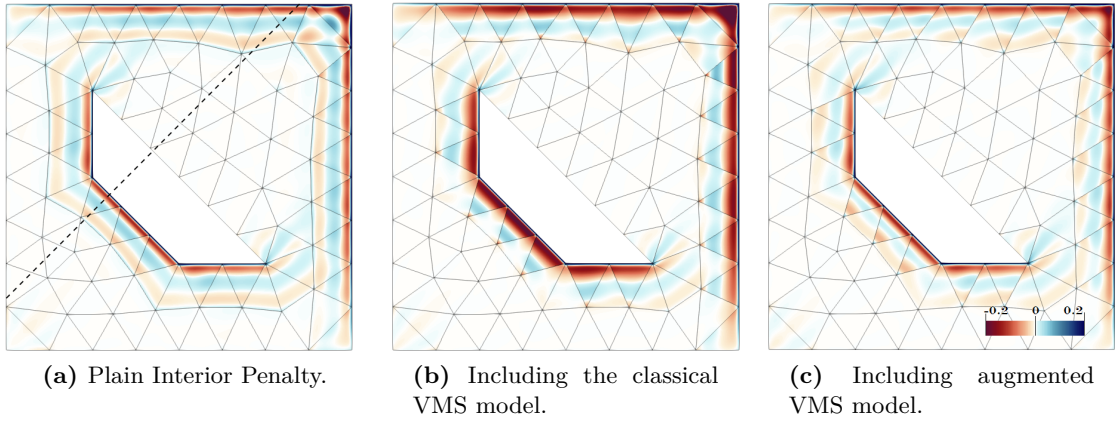 -0.2 0 0.2
(a) Plain Interior Penalty.
(b) Including the classical
VMS model.
(c) Including augmented
VMS model.